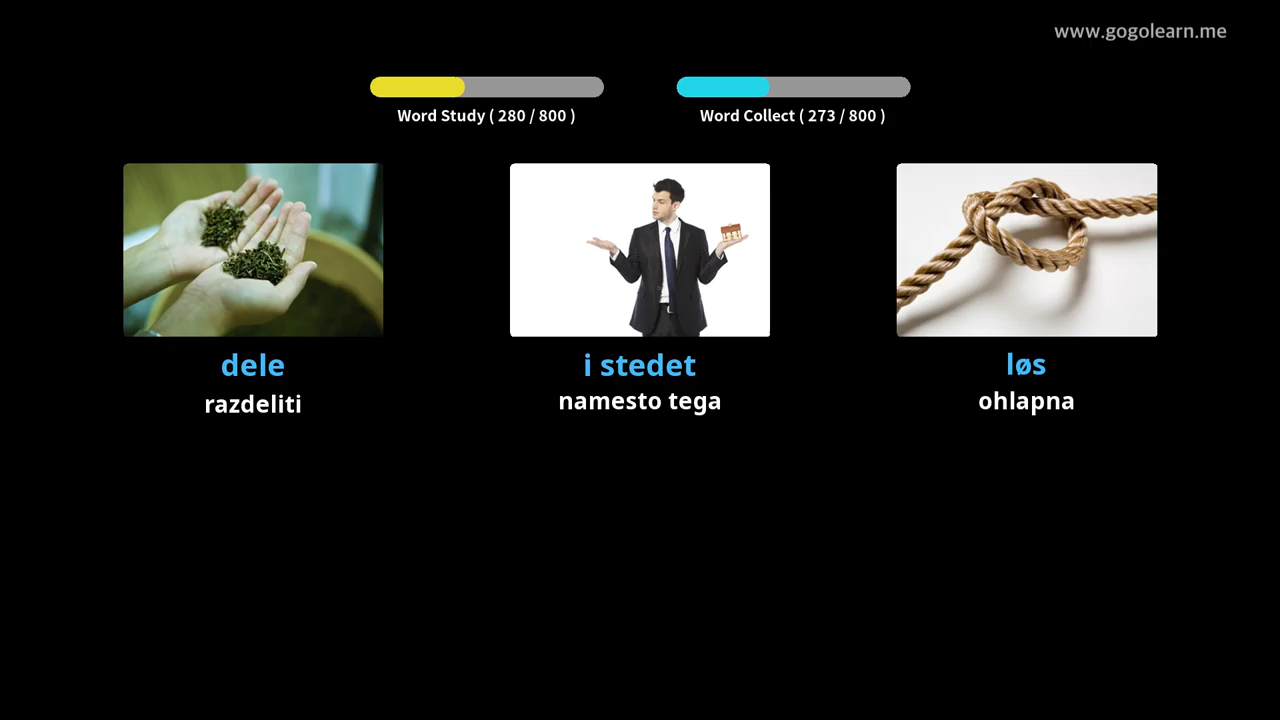 www.gogolearn.me
Word Study ( 280 / 800 )
Word Collect ( 273 / 800 )
dele
razdeliti
i stedet
namesto tega
løs
ohlapna